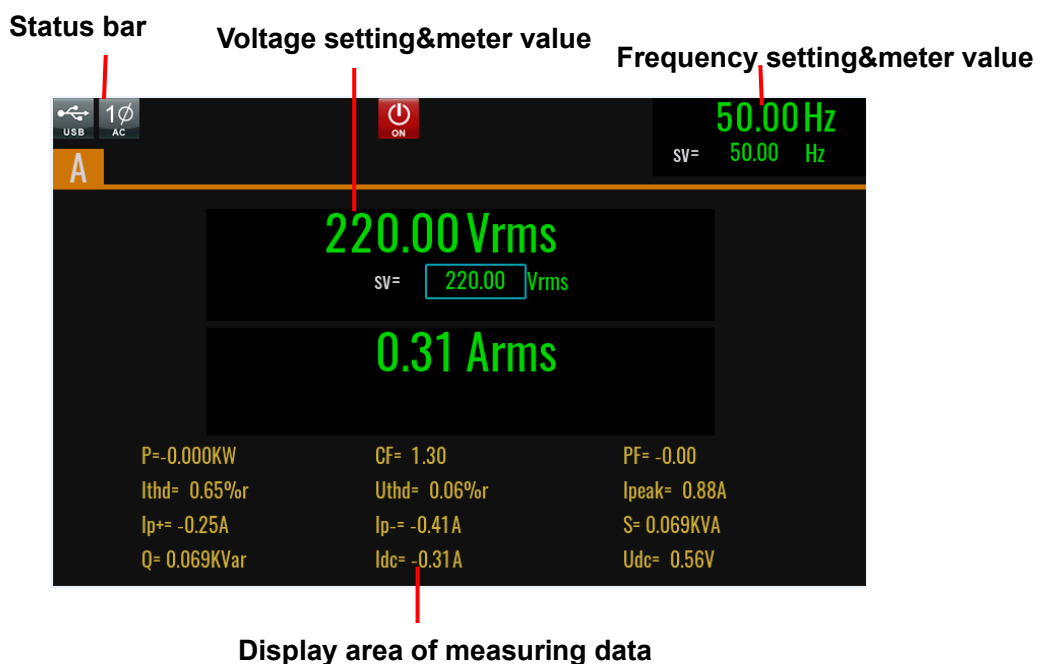 Status bar
Voltage setting&meter value
Frequency setting&meter value
USB
1Ø
AC
ON
50.00Hz
sv= 50.00 Hz
A
220.00Vrms
sv= 220.00 Vrms
0.31 Arms
P=-0.000KW CF= 1.30 PF= -0.00
Ithd= 0.65%r Uthd= 0.06%r Ipeak= 0.88A
Ip+= -0.25A Ip-= -0.41A S= 0.069KVA
Q= 0.069KVar Idc= -0.31A Udc= 0.56V
Display area of measuring data